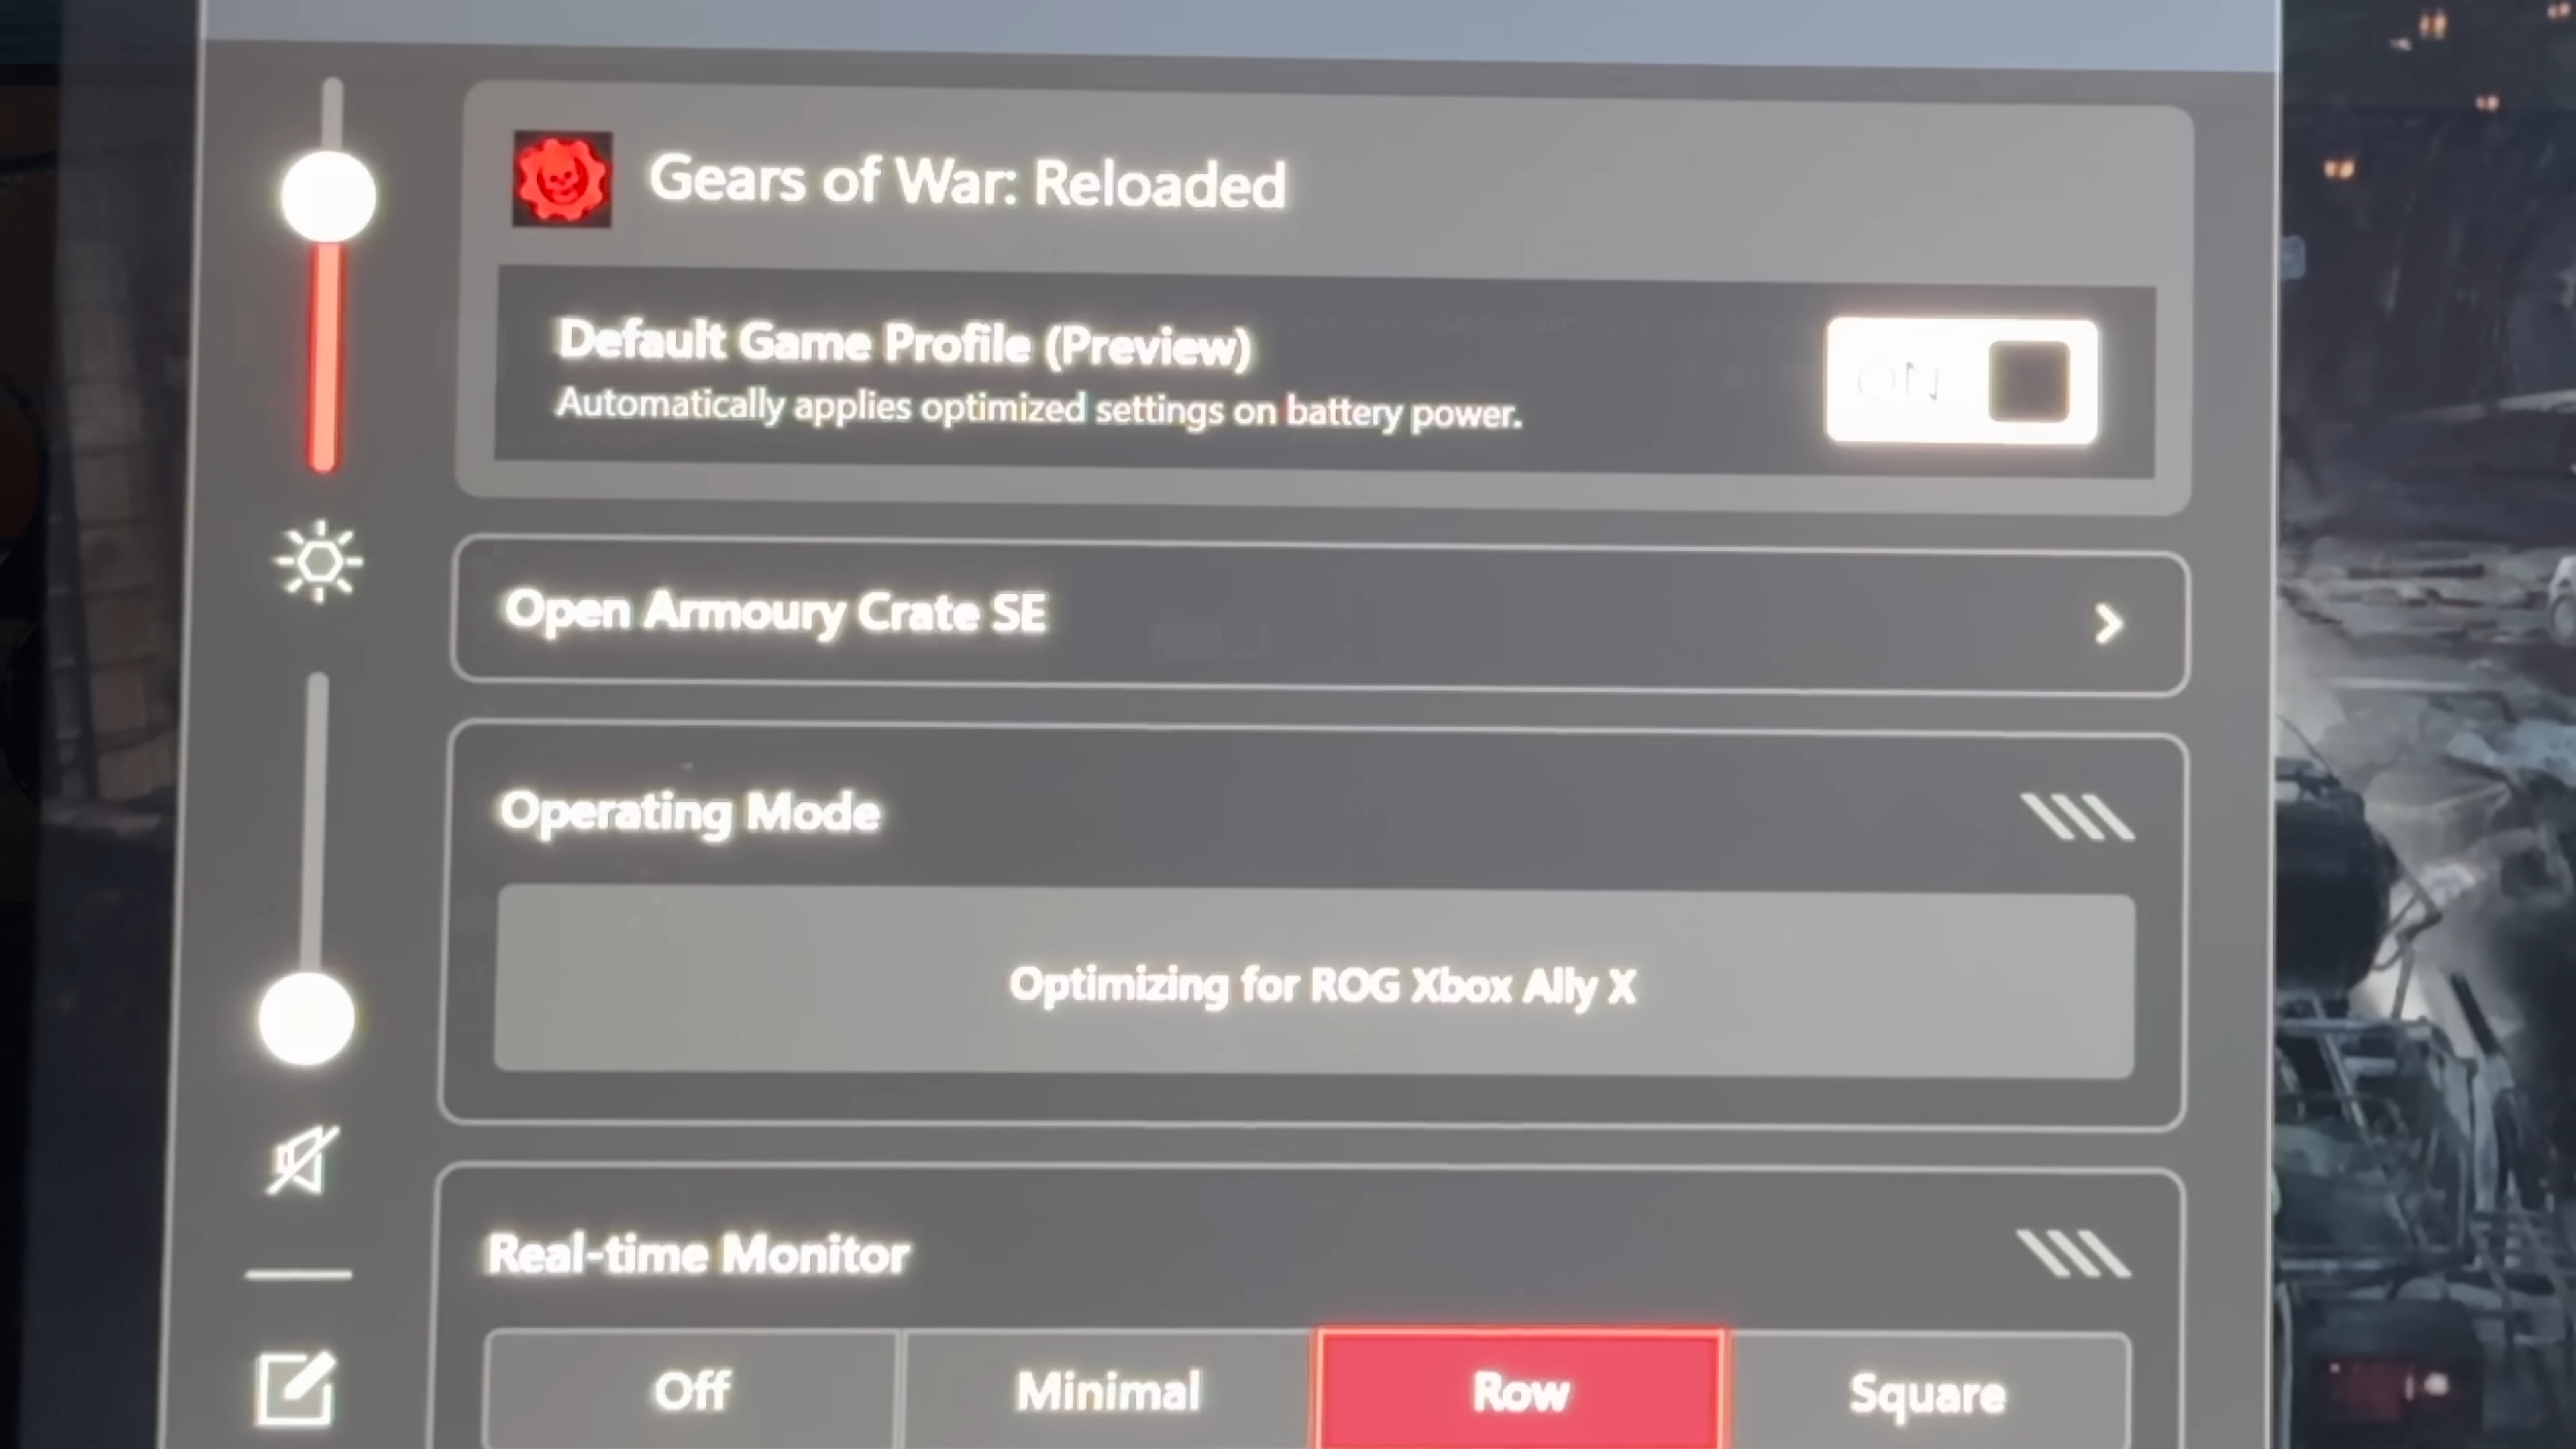 Gears of War: Reloaded
Default Game Profile (Preview)
Automatically applies optimized settings on battery power.
ON
Open Armoury Crate SE
Operating Mode
Optimizing for ROG Xbox Ally X
Real-time Monitor
Off
Minimal
Row
Square